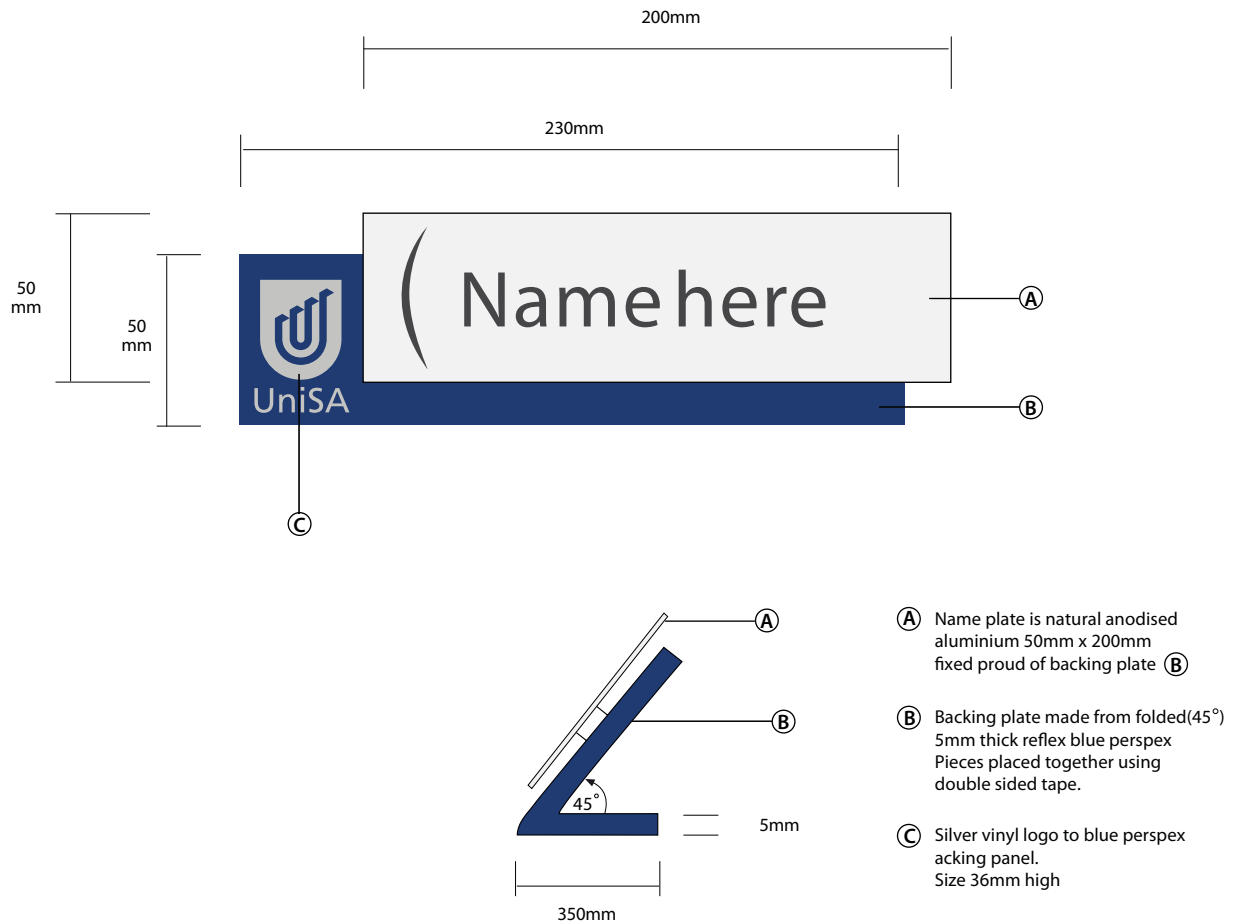 200mm
230mm
50
mm
50
mm
( Name here
A
UniSA
B
C
A
B
45°
5mm
350mm
A Name plate is natural anodised
aluminium 50mm x 200mm
fixed proud of backing plate B
B Backing plate made from folded(45°)
5mm thick reflex blue perspex
Pieces placed together using
double sided tape.
C Silver vinyl logo to blue perspex
acking panel.
Size 36mm high